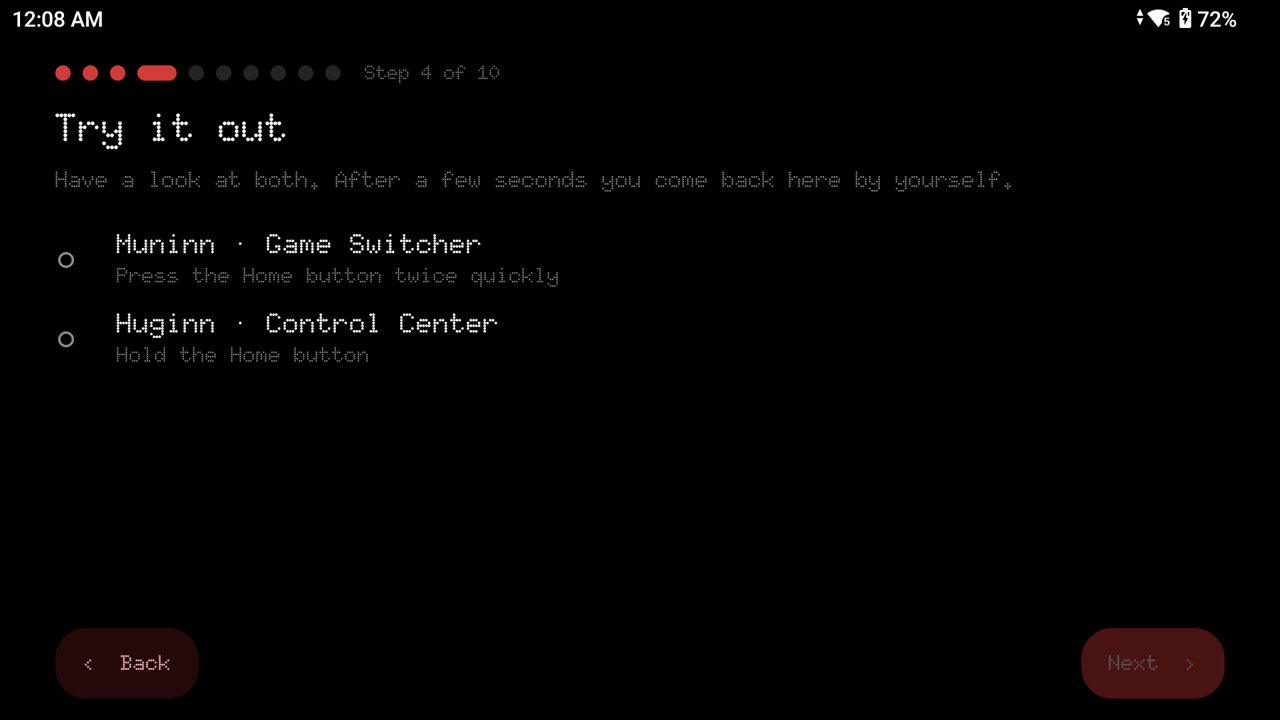 12:08 AM
5
72%
Step 4 of 10
Try it out
Have a look at both. After a few seconds you come back here by yourself.
Muninn · Game Switcher
Press the Home button twice quickly
Huginn · Control Center
Hold the Home button
‹ Back
Next ›